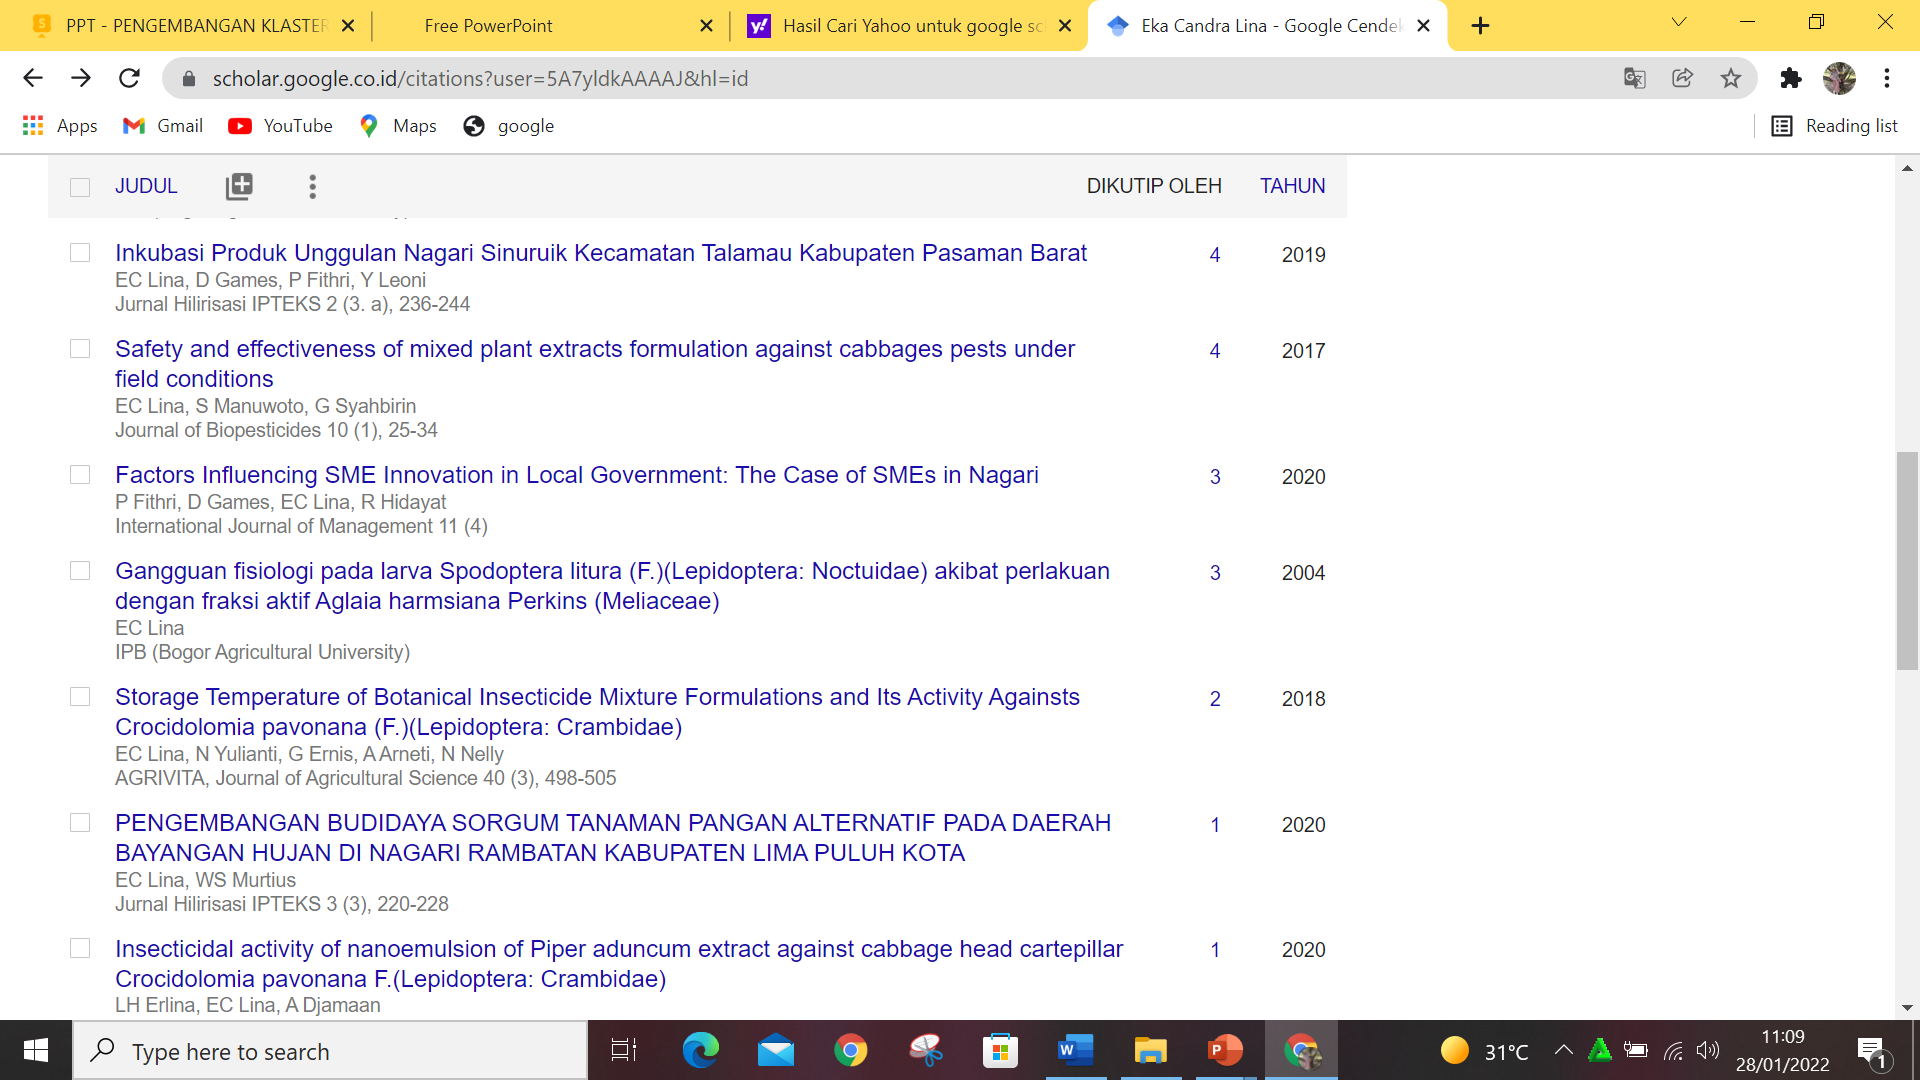 PPT - PENGEMBANGAN KLASTER
Free PowerPoint
Hasil Cari Yahoo untuk google sc
Eka Candra Lina - Google Cendek
scholar.google.co.id/citations?user=5A7yldkAAAAJ&hl=id
Apps
Gmail
YouTube
Maps
google
Reading list
JUDUL
DIKUTIP OLEH
TAHUN
Inkubasi Produk Unggulan Nagari Sinuruik Kecamatan Talamau Kabupaten Pasaman Barat 4 2019
EC Lina, D Games, P Fithri, Y Leoni
Jurnal Hilirisasi IPTEKS 2 (3. a), 236-244
Safety and effectiveness of mixed plant extracts formulation against cabbages pests under 4 2017
field conditions
EC Lina, S Manuwoto, G Syahbirin
Journal of Biopesticides 10 (1), 25-34
Factors Influencing SME Innovation in Local Government: The Case of SMEs in Nagari 3 2020
P Fithri, D Games, EC Lina, R Hidayat
International Journal of Management 11 (4)
Gangguan fisiologi pada larva Spodoptera litura (F.)(Lepidoptera: Noctuidae) akibat perlakuan 3 2004
dengan fraksi aktif Aglaia harmsiana Perkins (Meliaceae)
EC Lina
IPB (Bogor Agricultural University)
Storage Temperature of Botanical Insecticide Mixture Formulations and Its Activity Againsts 2 2018
Crocidolomia pavonana (F.)(Lepidoptera: Crambidae)
EC Lina, N Yulianti, G Ernis, A Arneti, N Nelly
AGRIVITA, Journal of Agricultural Science 40 (3), 498-505
PENGEMBANGAN BUDIDAYA SORGUM TANAMAN PANGAN ALTERNATIF PADA DAERAH 1 2020
BAYANGAN HUJAN DI NAGARI RAMBATAN KABUPATEN LIMA PULUH KOTA
EC Lina, WS Murtius
Jurnal Hilirisasi IPTEKS 3 (3), 220-228
Insecticidal activity of nanoemulsion of Piper aduncum extract against cabbage head cartepillar 1 2020
Crocidolomia pavonana F.(Lepidoptera: Crambidae)
LH Erlina, EC Lina, A Djamaan
Type here to search
31°C
11:09
28/01/2022
1